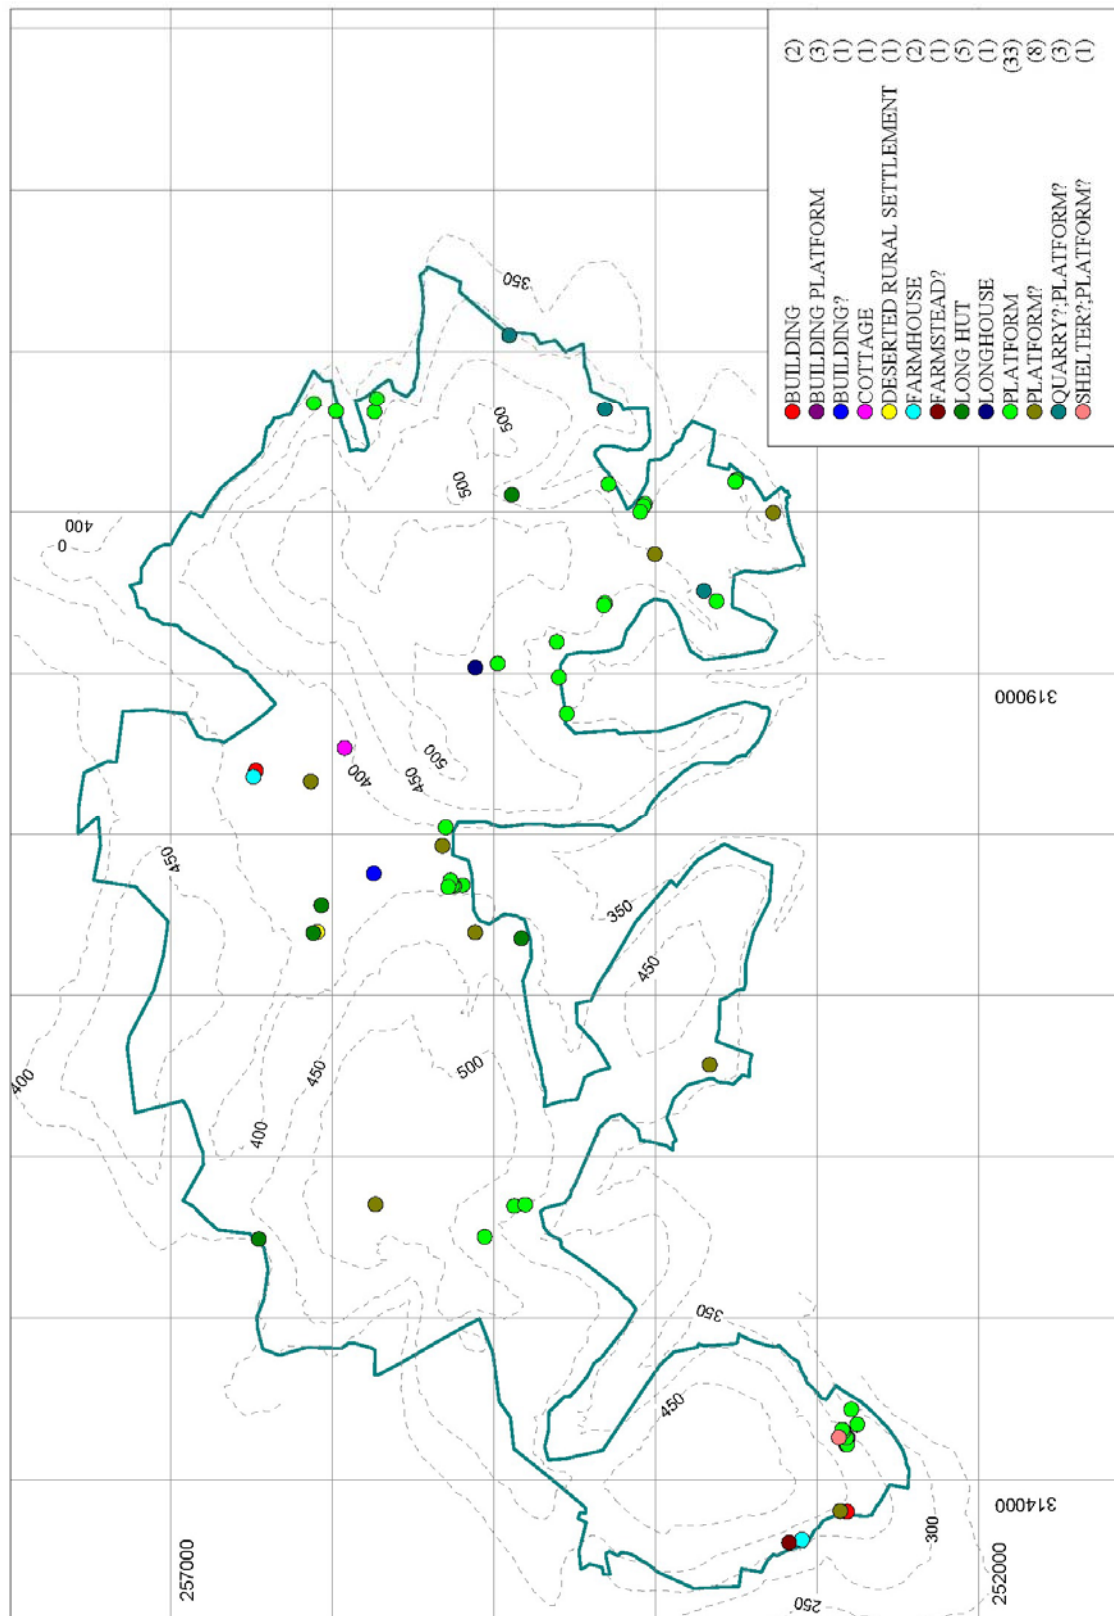 BUILDING (2)
BUILDING PLATFORM (3)
BUILDING? (1)
COTTAGE (1)
DESERTED RURAL SETTLEMENT (1)
FARMHOUSE (2)
FARMSTEAD? (1)
LONG HUT (5)
LONGHOUSE (1)
PLATFORM (33)
PLATFORM? (8)
QUARRY?;PLATFORM? (3)
SHELTER?;PLATFORM? (1)
350
500
500
400
0
500
450
400
450
350
450
400
450
500
400
350
450
300
250
319000
314000
257000
252000